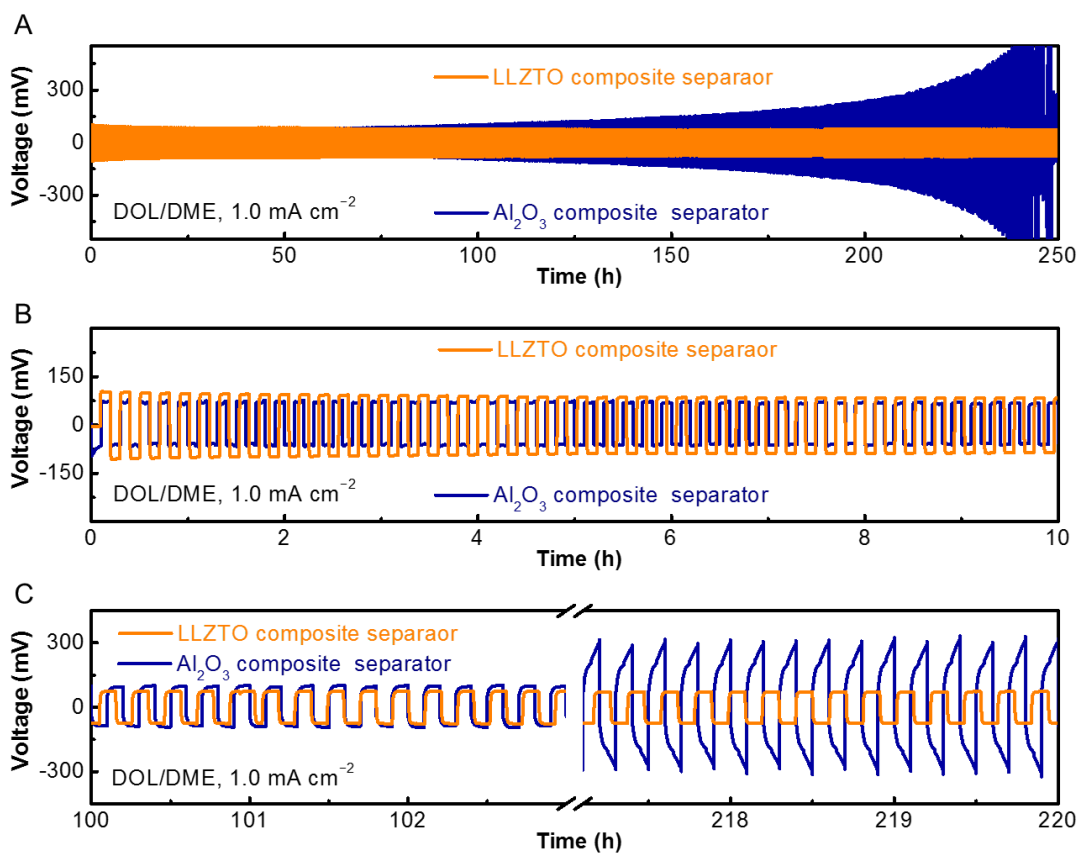 A
LLZTO composite separaor
Voltage (mV)
300
0
-300
DOL/DME, 1.0 mA cm⁻²
Al₂O₃ composite separator
0 50 100 150 200 250
Time (h)
B
LLZTO composite separaor
Voltage (mV)
150
0
-150
DOL/DME, 1.0 mA cm⁻²
Al₂O₃ composite separator
0 2 4 6 8 10
Time (h)
C
LLZTO composite separaor
Al₂O₃ composite separator
Voltage (mV)
300
0
-300
DOL/DME, 1.0 mA cm⁻²
100 101 102 218 219 220
Time (h)